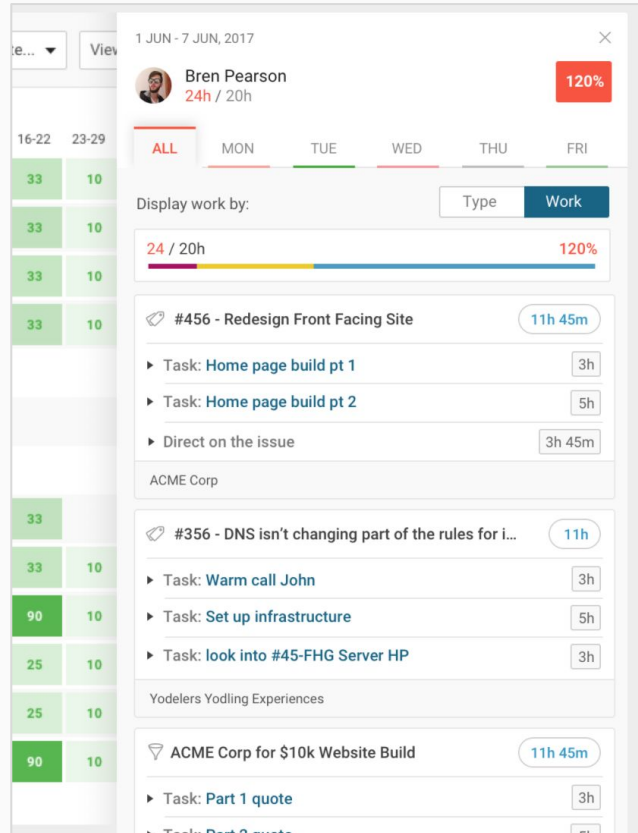 te...
View
1 JUN - 7 JUN, 2017
Bren Pearson
24h / 20h
120%
16-22 23-29
ALL MON TUE WED THU FRI
33 10
Display work by: Type Work
33 10
24 / 20h 120%
33 10
33 10
#456 - Redesign Front Facing Site 11h 45m
Task: Home page build pt 1 3h
Task: Home page build pt 2 5h
Direct on the issue 3h 45m
ACME Corp
33
#356 - DNS isn't changing part of the rules for i... 11h
33 10
Task: Warm call John 3h
90 10
Task: Set up infrastructure 5h
25 10
Task: look into #45-FHG Server HP 3h
Yodelers Yodling Experiences
25 10
90 10
ACME Corp for $10k Website Build 11h 45m
Task: Part 1 quote 3h